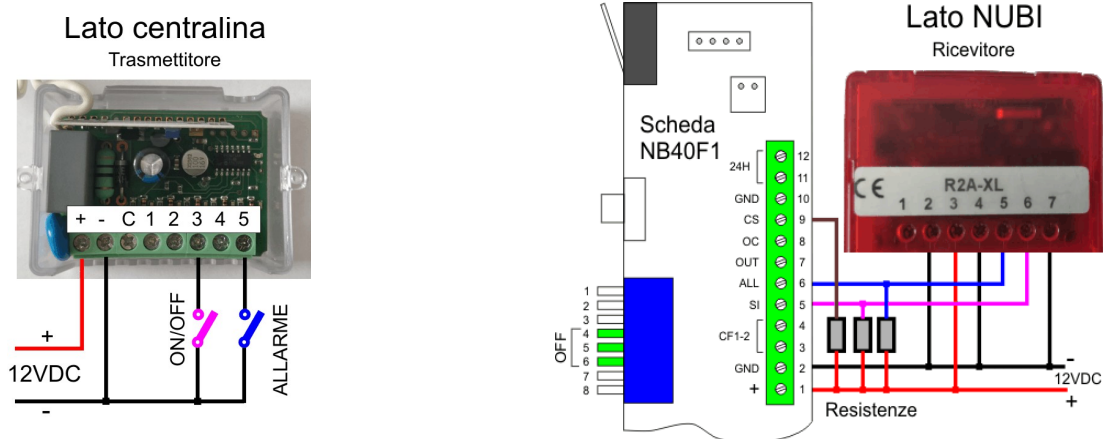 Lato centralina
Trasmettitore
+ - C 1 2 3 4 5
ON/OFF
ALLARME
+
12VDC
-
Lato NUBI
Ricevitore
Scheda
NB40F1
24H
GND
CS
OC
OUT
ALL
SI
CF1-2
GND
+
12
11
10
9
8
7
6
5
4
3
2
1
1
2
3
4
5
6
7
8
OFF
CE
R2A-XL
1 2 3 4 5 6 7
-
12VDC
+
Resistenze